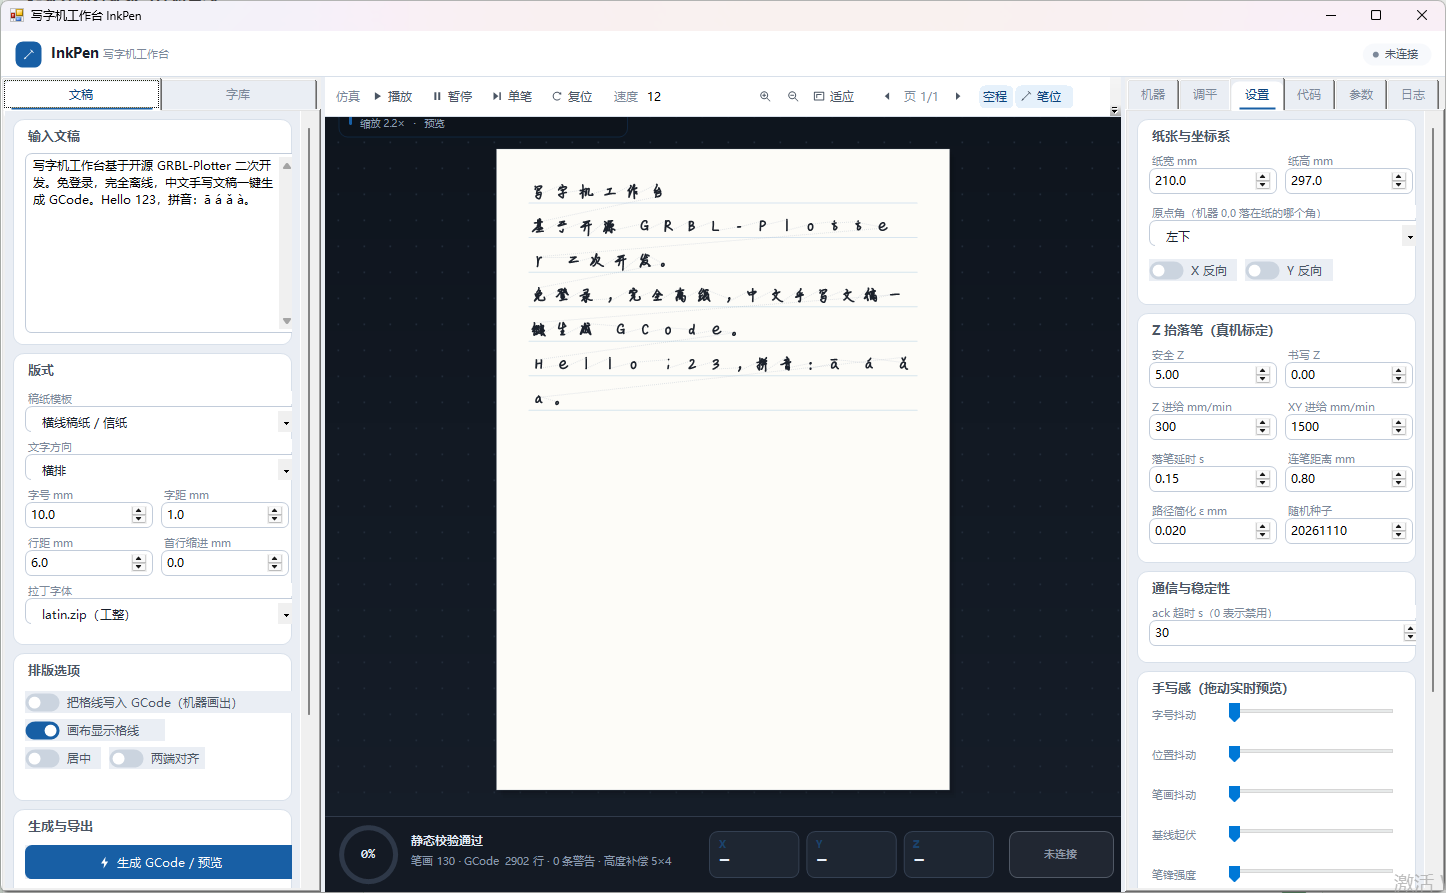 写字机工作台 InkPen
InkPen 写字机工作台
未连接
文稿
字库
仿真 播放 暂停 单笔 复位 速度 12 适应 页 1/1 空程 笔位
机器 调平 设置 代码 参数 日志
输入文稿
写字机工作台基于开源 GRBL-Plotter 二次开
发。免登录，完全离线，中文手写文稿一键生
成 GCode。Hello 123，拼音：ā á ǎ à。
版式
稿纸模板
横线稿纸 / 信纸
文字方向
横排
字号 mm 字距 mm
10.0 1.0
行距 mm 首行缩进 mm
6.0 0.0
拉丁字体
latin.zip（工整）
排版选项
把格线写入 GCode（机器画出）
画布显示格线
居中 两端对齐
生成与导出
生成 GCode / 预览
缩放 2.2× · 预览
写字机工作台
基于开源 GRBL-Plotte
r 二次开发。
免登录，完全离线，中文手写文稿一
键生成 GCode。
Hello 123，拼音：ā á ǎ
à。
0%
静态校验通过
笔画 130 · GCode 2902 行 · 0 条警告 · 高度补偿 5×4
X Y Z
– – –
未连接
纸张与坐标系
纸宽 mm 纸高 mm
210.0 297.0
原点角（机器 0,0 落在纸的哪个角）
左下
X 反向 Y 反向
Z 抬落笔（真机标定）
安全 Z 书写 Z
5.00 0.00
Z 进给 mm/min XY 进给 mm/min
300 1500
落笔延时 s 连笔距离 mm
0.15 0.80
路径简化 ε mm 随机种子
0.020 20261110
通信与稳定性
ack 超时 s（0 表示禁用）
30
手写感（拖动实时预览）
字号抖动
位置抖动
笔画抖动
基线起伏
笔锋强度
激活